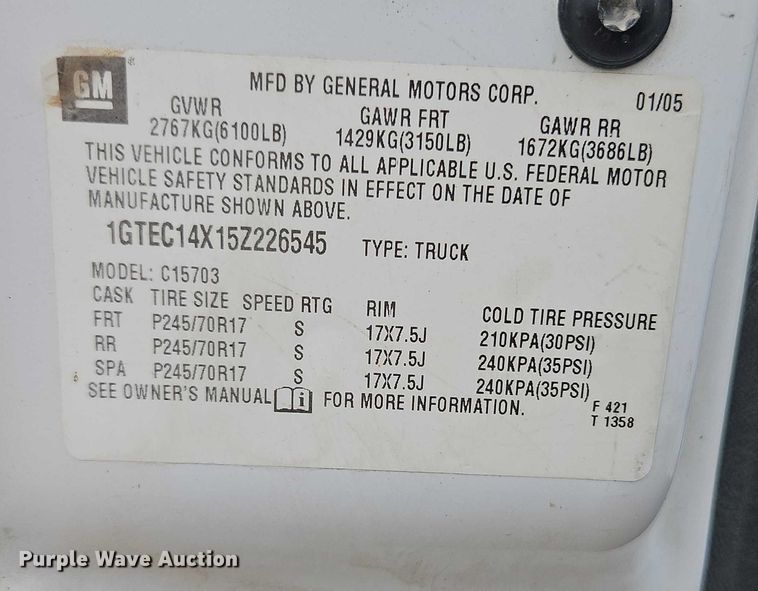 GM
MFD BY GENERAL MOTORS CORP. 01/05
GVWR GAWR FRT GAWR RR
2767KG(6100LB) 1429KG(3150LB) 1672KG(3686LB)
THIS VEHICLE CONFORMS TO ALL APPLICABLE U.S. FEDERAL MOTOR
VEHICLE SAFETY STANDARDS IN EFFECT ON THE DATE OF
MANUFACTURE SHOWN ABOVE.
1GTEC14X15Z226545 TYPE: TRUCK
MODEL: C15703
CASK TIRE SIZE SPEED RTG RIM COLD TIRE PRESSURE
FRT P245/70R17 S 17X7.5J 210KPA(30PSI)
RR P245/70R17 S 17X7.5J 240KPA(35PSI)
SPA P245/70R17 S 17X7.5J 240KPA(35PSI)
SEE OWNER'S MANUAL i FOR MORE INFORMATION.
F 421
T 1358
Purple Wave Auction